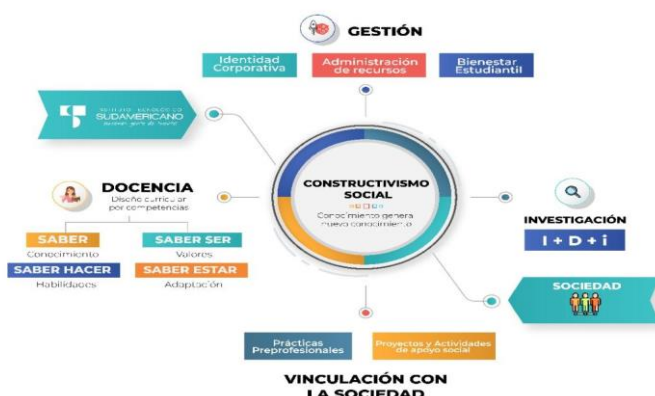 GESTIÓN
Identidad
Corporativa
Administración
de recursos
Bienestar
Estudiantil
SUDAMERICANO
DOCENCIA
Diseño curricular
por competencias
SABER
Conocimiento
SABER SER
Valores
SABER HACER
Habilidades
SABER ESTAR
Adaptación
CONSTRUCTIVISMO
SOCIAL
Conocimiento genera
nuevo conocimiento
INVESTIGACIÓN
I + D + i
SOCIEDAD
Prácticas
Preprofesionales
Proyectos y Actividades
de apoyo social
VINCULACIÓN CON
LA SOCIEDAD